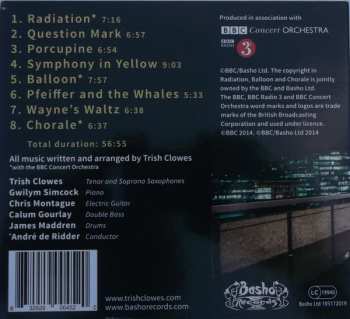 1 Radiation* 7:16
2 Question Mark 6:57
3 Porcupine 6:54
4 Symphony in Yellow 9:03
5 Balloon* 7:57
6 Pfeiffer and the Whales 5:33
7 Wayne's Waltz 6:38
8 Chorale* 6:37
Total duration: 56:55
All music written and arranged by Trish Clowes
*with the BBC Concert Orchestra
Trish Clowes Tenor and Soprano Saxophones
Gwilym Simcock Piano
Chris Montague Electric Guitar
Calum Gourlay Double Bass
James Maddren Drums
*André de Ridder Conductor
www.trishclowes.com
www.bashorecords.com
Produced in association with
BBC Concert ORCHESTRA
BBC RADIO 3
©BBC/Basho Ltd. The copyright in
Radiation, Balloon and Chorale is jointly
owned by the BBC and Basho Ltd.
The BBC, BBC Radio 3 and BBC Concert
Orchestra word marks and logos are trade
marks of the British Broadcasting
Corporation and used under licence.
©BBC 2014. ©BBC/Basho Ltd 2014
Basho
Records
LC 19940
Basho Ltd 1851?2019